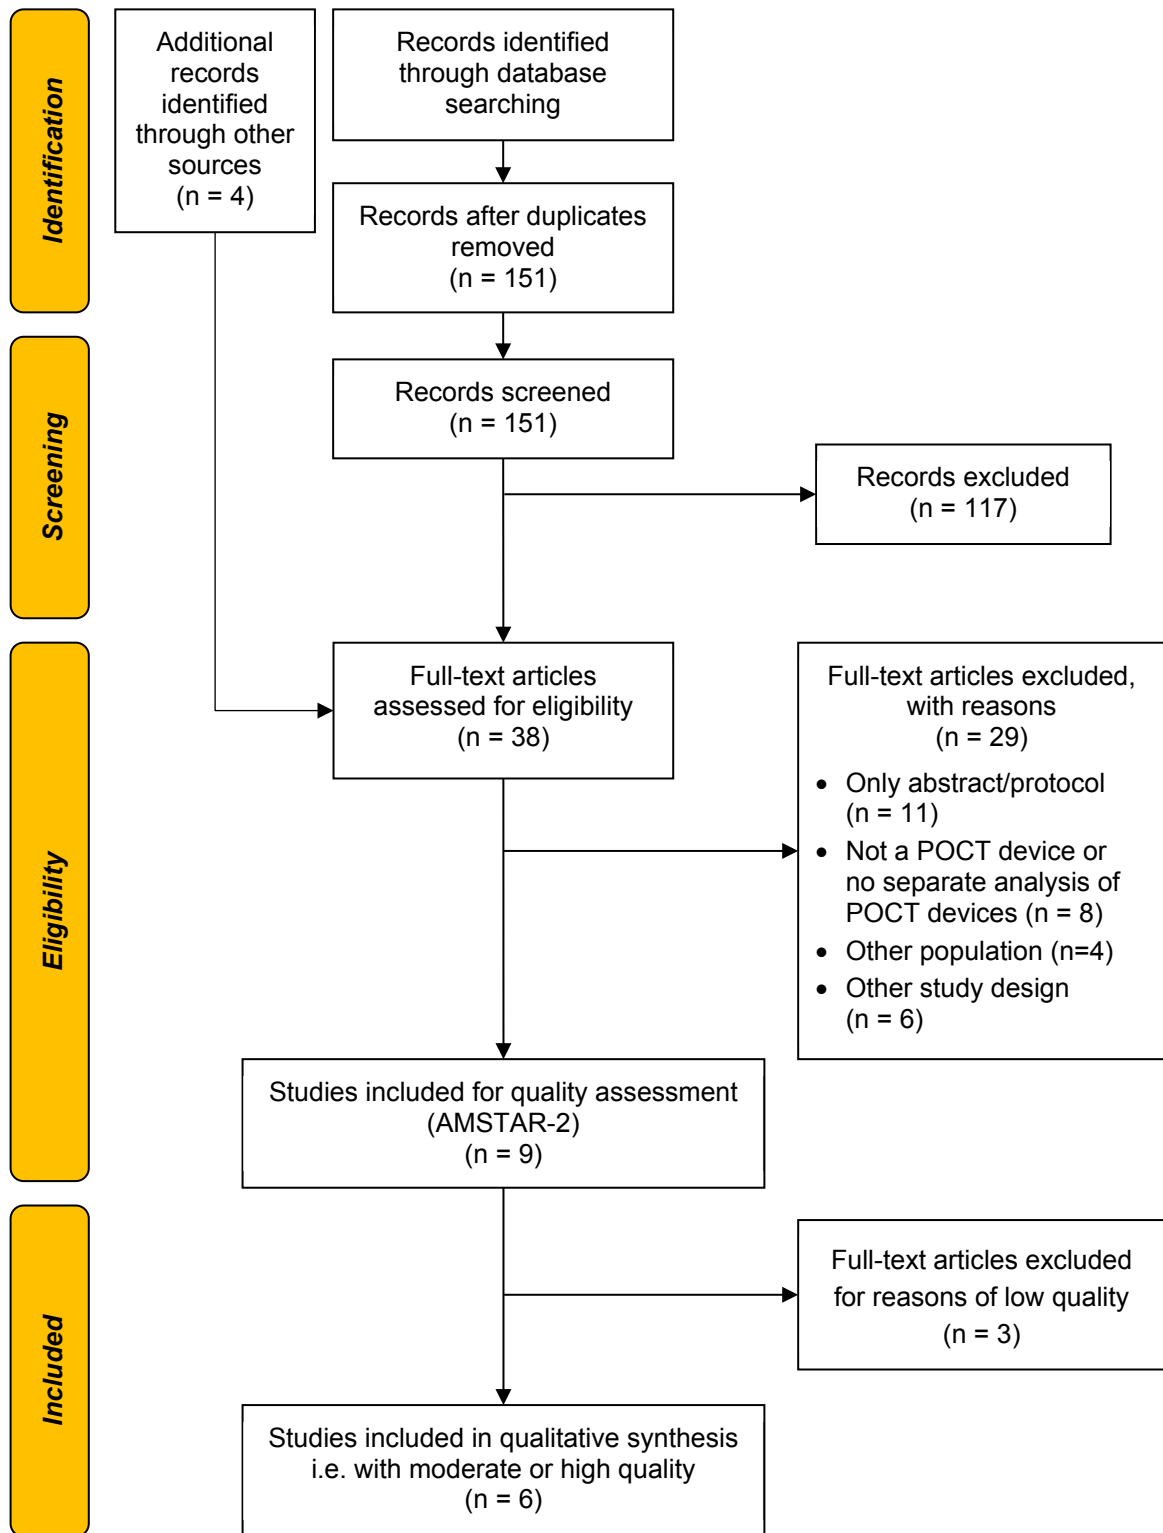 Identification
Additional
records
identified
through other
sources
(n = 4)
Records identified
through database
searching
Records after duplicates
removed
(n = 151)
Screening
Records screened
(n = 151)
Records excluded
(n = 117)
Eligibility
Full-text articles
assessed for eligibility
(n = 38)
Full-text articles excluded,
with reasons
(n = 29)
• Only abstract/protocol
(n = 11)
• Not a POCT device or
no separate analysis of
POCT devices (n = 8)
• Other population (n=4)
• Other study design
(n = 6)
Studies included for quality assessment
(AMSTAR-2)
(n = 9)
Included
Full-text articles excluded
for reasons of low quality
(n = 3)
Studies included in qualitative synthesis
i.e. with moderate or high quality
(n = 6)